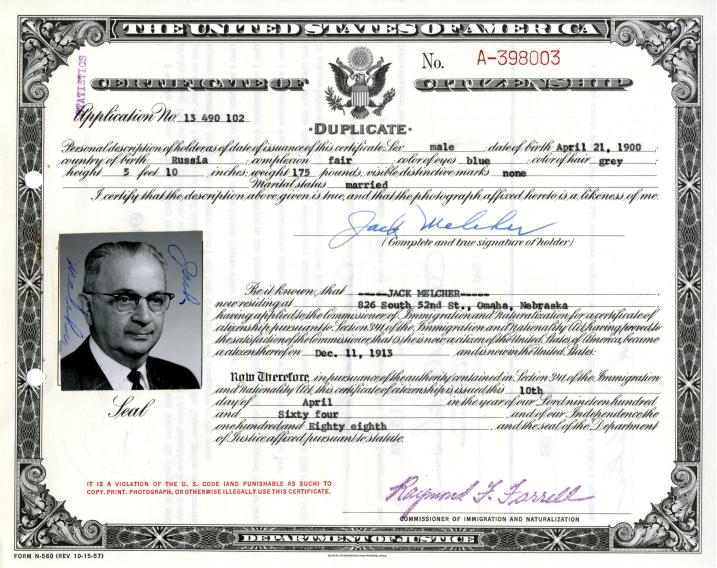 THE UNITED STATES OF AMERICA
No. A-398003
STATISTICS
CERTIFICATE OF CITIZENSHIP
Application No. 13 490 102
·DUPLICATE·
Personal description of holder as of date of issuance of this certificate: Sex male ; date of birth April 21, 1900 ;
country of birth Russia ; complexion fair ; color of eyes blue ; color of hair grey ;
height 5 feet 10 inches; weight 175 pounds; visible distinctive marks none
Marital status married
I certify that the description above given is true, and that the photograph affixed hereto is a likeness of me.
Jack Melcher
(Complete and true signature of holder)
Jack Melcher
Be it known, that -----JACK MELCHER-----
now residing at 826 South 52nd St., Omaha, Nebraska
having applied to the Commissioner of Immigration and Naturalization for a certificate of
citizenship pursuant to Section 341 of the Immigration and Nationality Act, having proved to
the satisfaction of the Commissioner, that (s)he is now a citizen of the United States of America, became
a citizen thereof on Dec. 11, 1913 and is now in the United States:
Now Therefore, in pursuance of the authority contained in Section 341 of the Immigration
and Nationality Act, this certificate of citizenship is issued this 10th
day of April in the year of our Lord nineteen hundred
and Sixty four , and of our Independence the
one hundred and Eighty eighth , and the seal of the Department
of Justice affixed pursuant to statute.
Seal
IT IS A VIOLATION OF THE U. S. CODE (AND PUNISHABLE AS SUCH) TO
COPY, PRINT, PHOTOGRAPH, OR OTHERWISE ILLEGALLY USE THIS CERTIFICATE.
Raymond F. Farrell
COMMISSIONER OF IMMIGRATION AND NATURALIZATION
DEPARTMENT OF JUSTICE
FORM N-560 (REV 10-15-57)